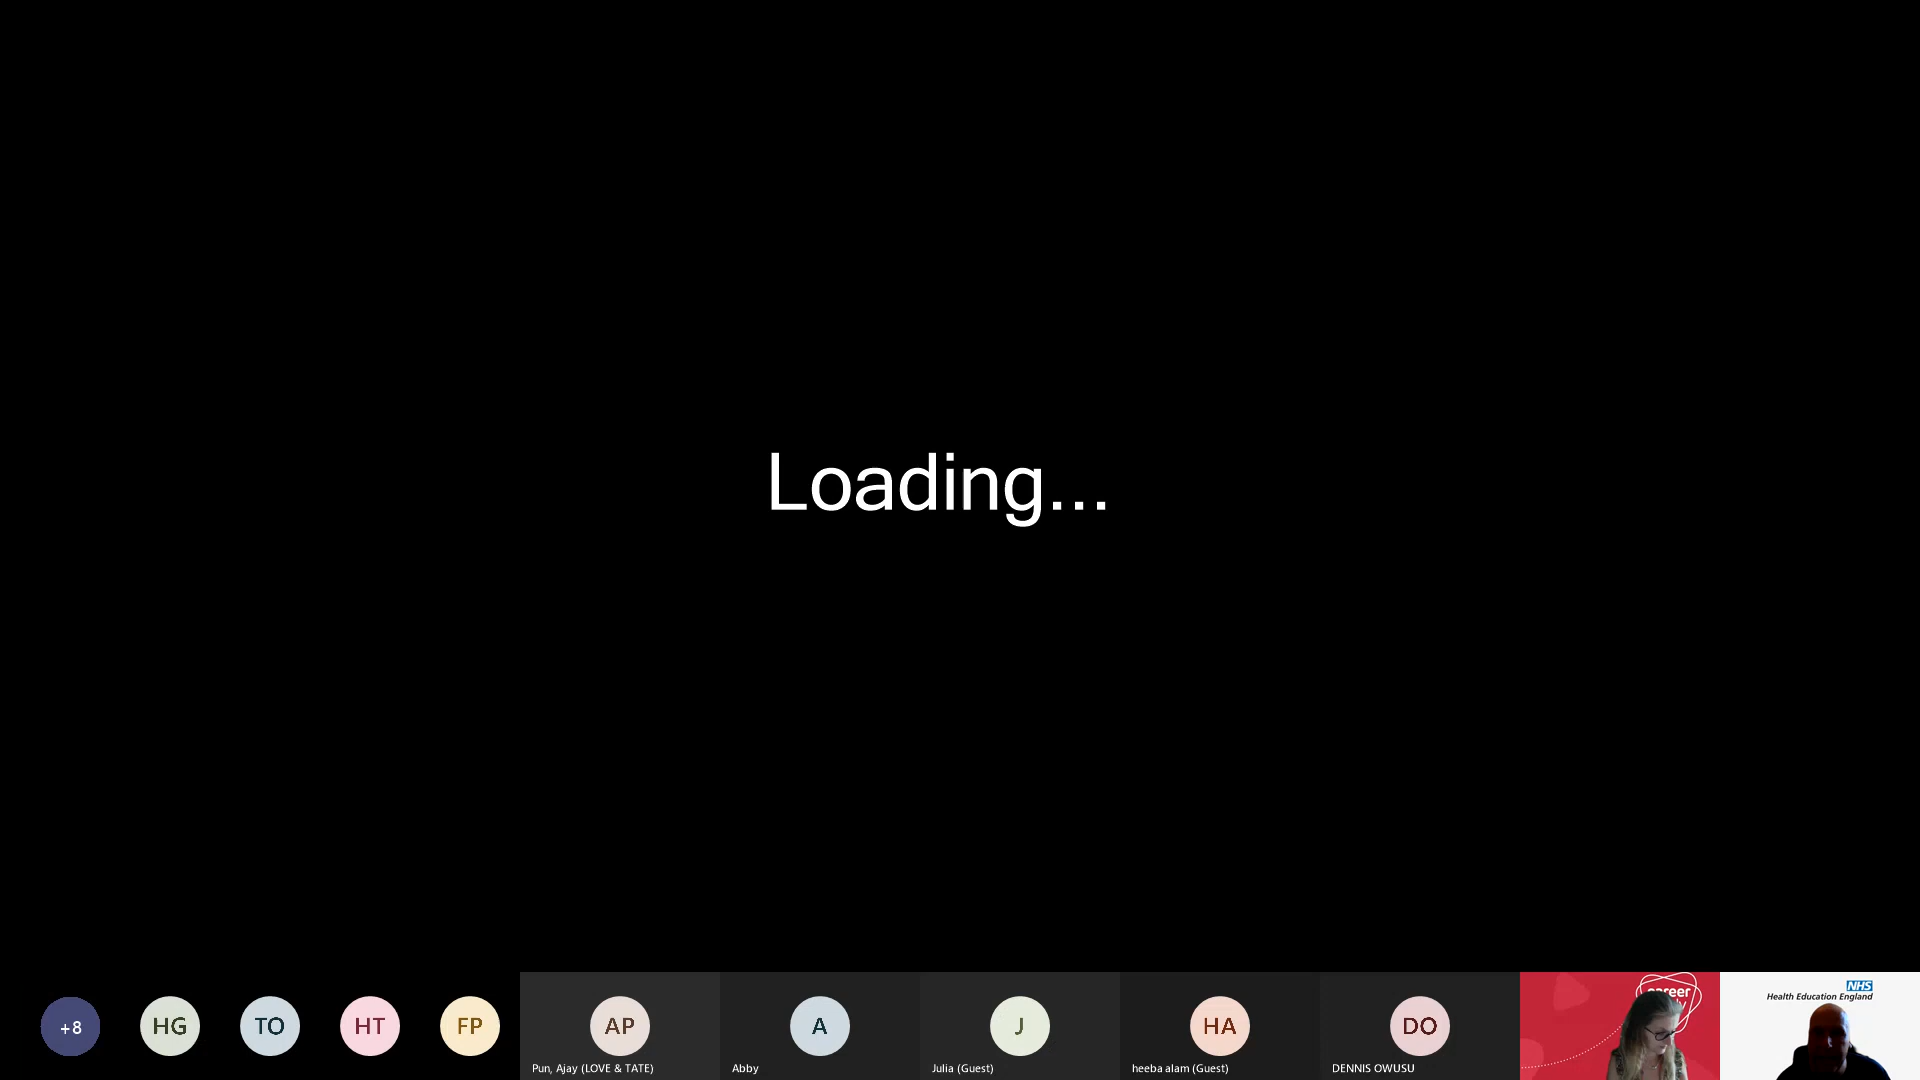 Loading...
+8
HG
TO
HT
FP
AP
Pun, Ajay (LOVE & TATE)
A
Abby
J
Julia (Guest)
HA
heeba alam (Guest)
DO
DENNIS OWUSU
career
NHS
Health Education England